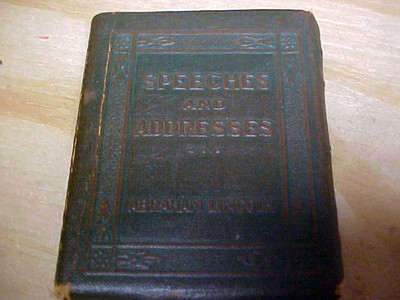 SPEECHES
AND
ADDRESSES
ABRAHAM LINCOLN